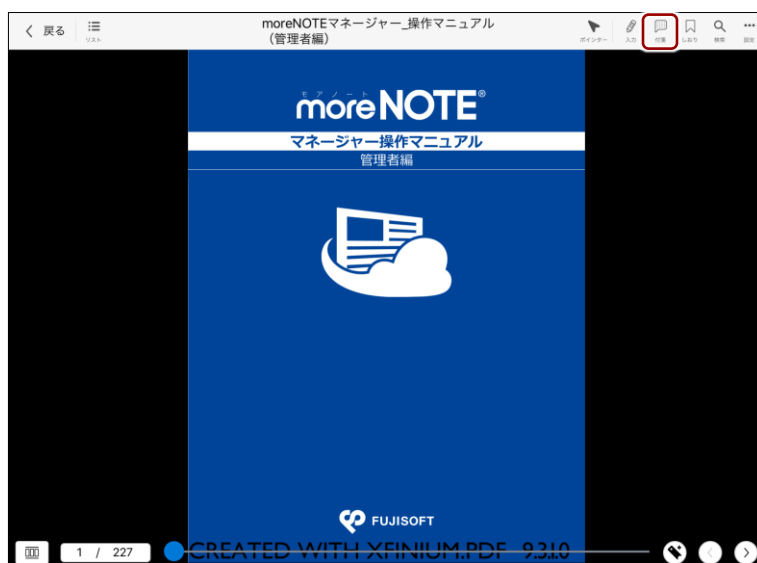 戻る
リスト
moreNOTEマネージャー_操作マニュアル
（管理者編）
ポインター
入力
付箋
しおり
検索
設定
モアノート
moreNOTE®
マネージャー操作マニュアル
管理者編
FUJISOFT
1 / 227
CREATED WITH XFINIUM.PDF 9.3.1.0